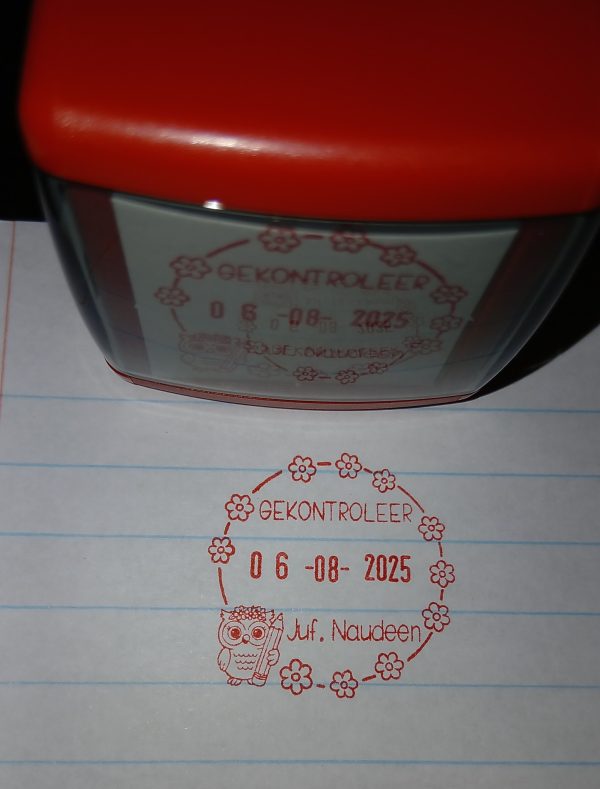 GEKONTROLEER
0 6 -08- 2025
GEKONTROLEER
0 6 -08- 2025
Juf. Naudeen